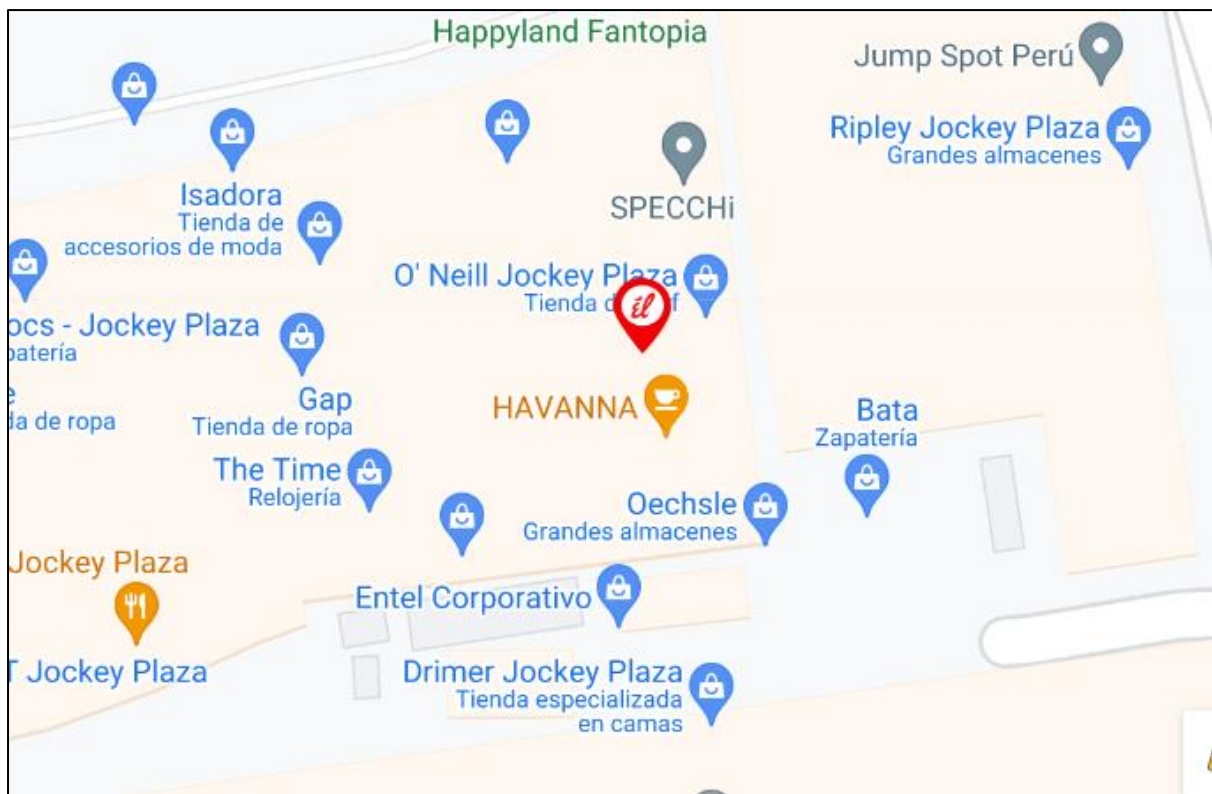 Happyland Fantopia
Jump Spot Perú
Ripley Jockey Plaza
Grandes almacenes
Isadora
Tienda de
accesorios de moda
SPECCHi
O' Neill Jockey Plaza
Tienda
él
ocs - Jockey Plaza
patería
Gap
Tienda de ropa
da de ropa
HAVANNA
Bata
Zapatería
The Time
Relojería
Oechsle
Grandes almacenes
Jockey Plaza
Entel Corporativo
T Jockey Plaza
Drimer Jockey Plaza
Tienda especializada
en camas